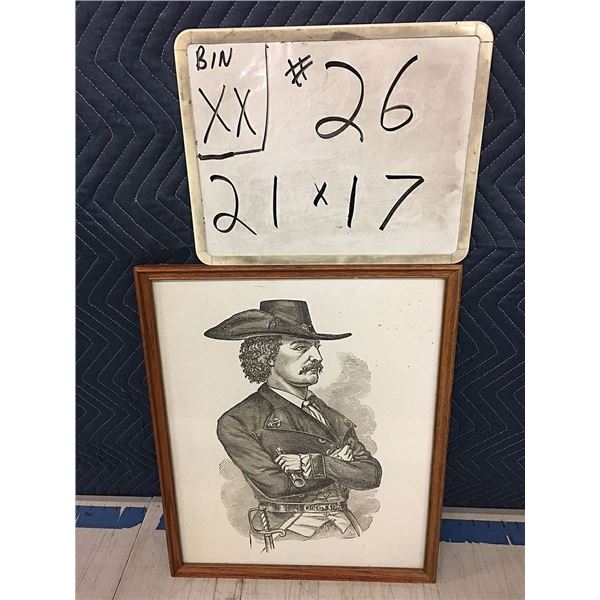 BIN
XX
# 26
21 x 17